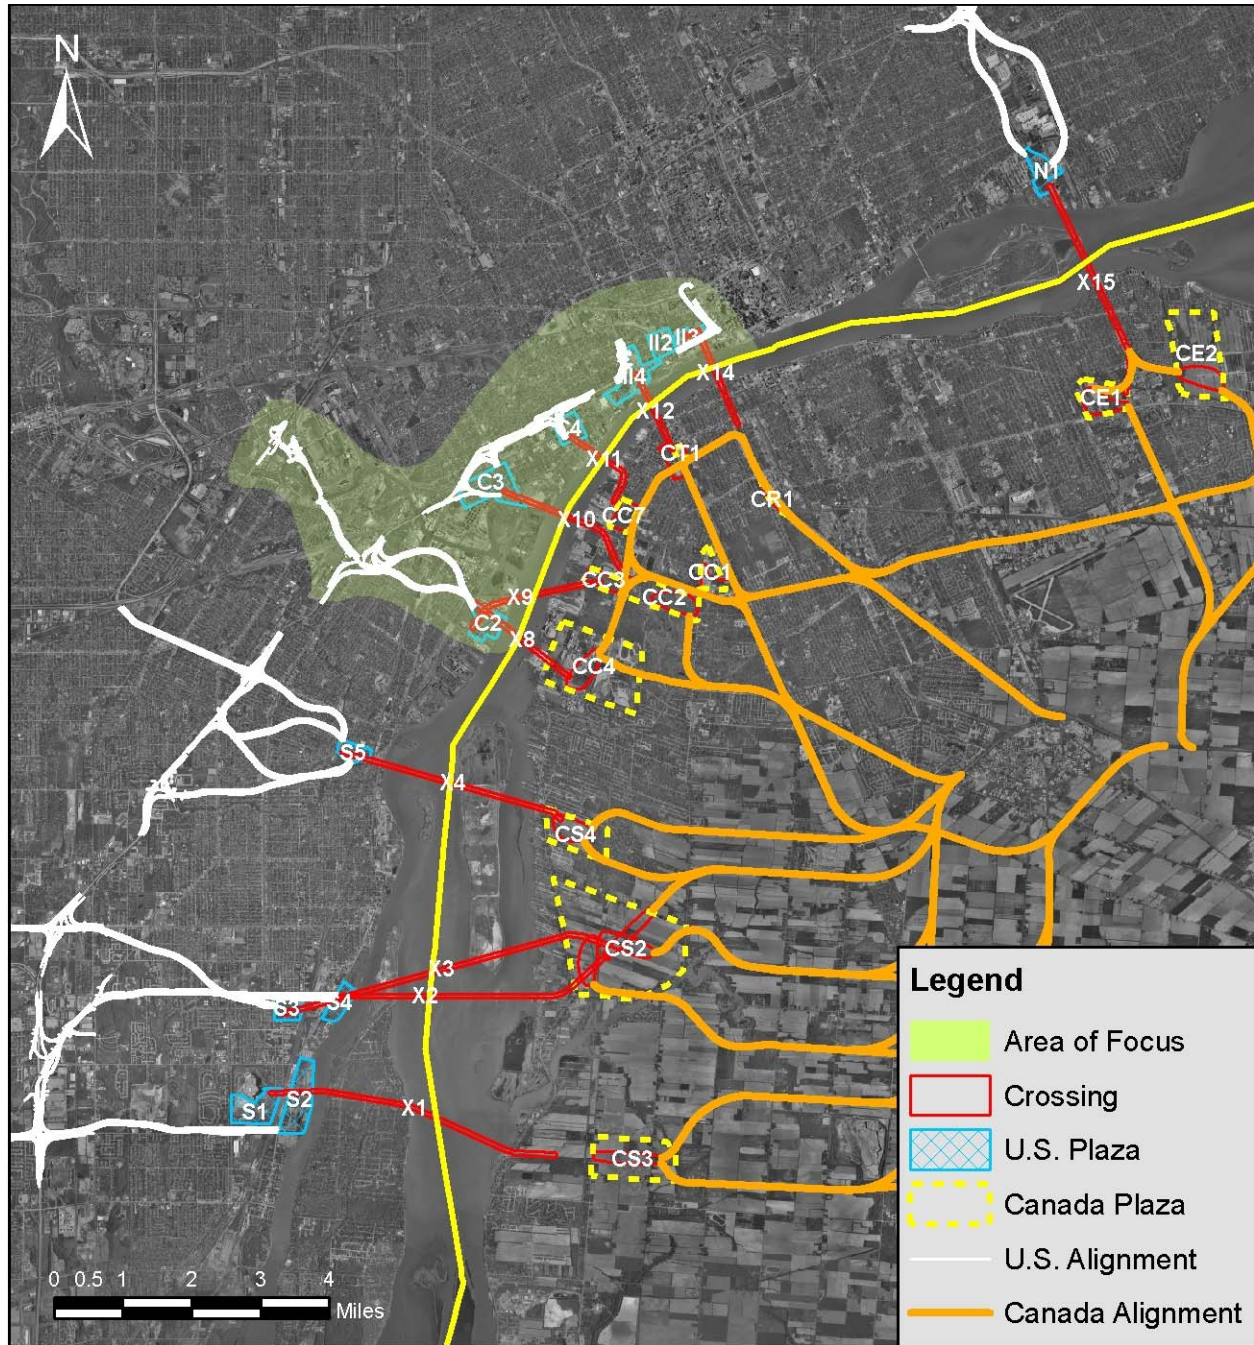 N
N1
X15
CE2
CE1
II2
II3
II4
X14
X12
C4
CT1
X11
C3
CC7
CR1
X10
CC3
CC1
X9
CC2
C2
X8
CC4
S5
X4
CS4
CS2
X3
S3
S4
X2
S1
S2
X1
CS3
Legend
Area of Focus
Crossing
U.S. Plaza
Canada Plaza
U.S. Alignment
Canada Alignment
0 0.5 1 2 3 4
Miles